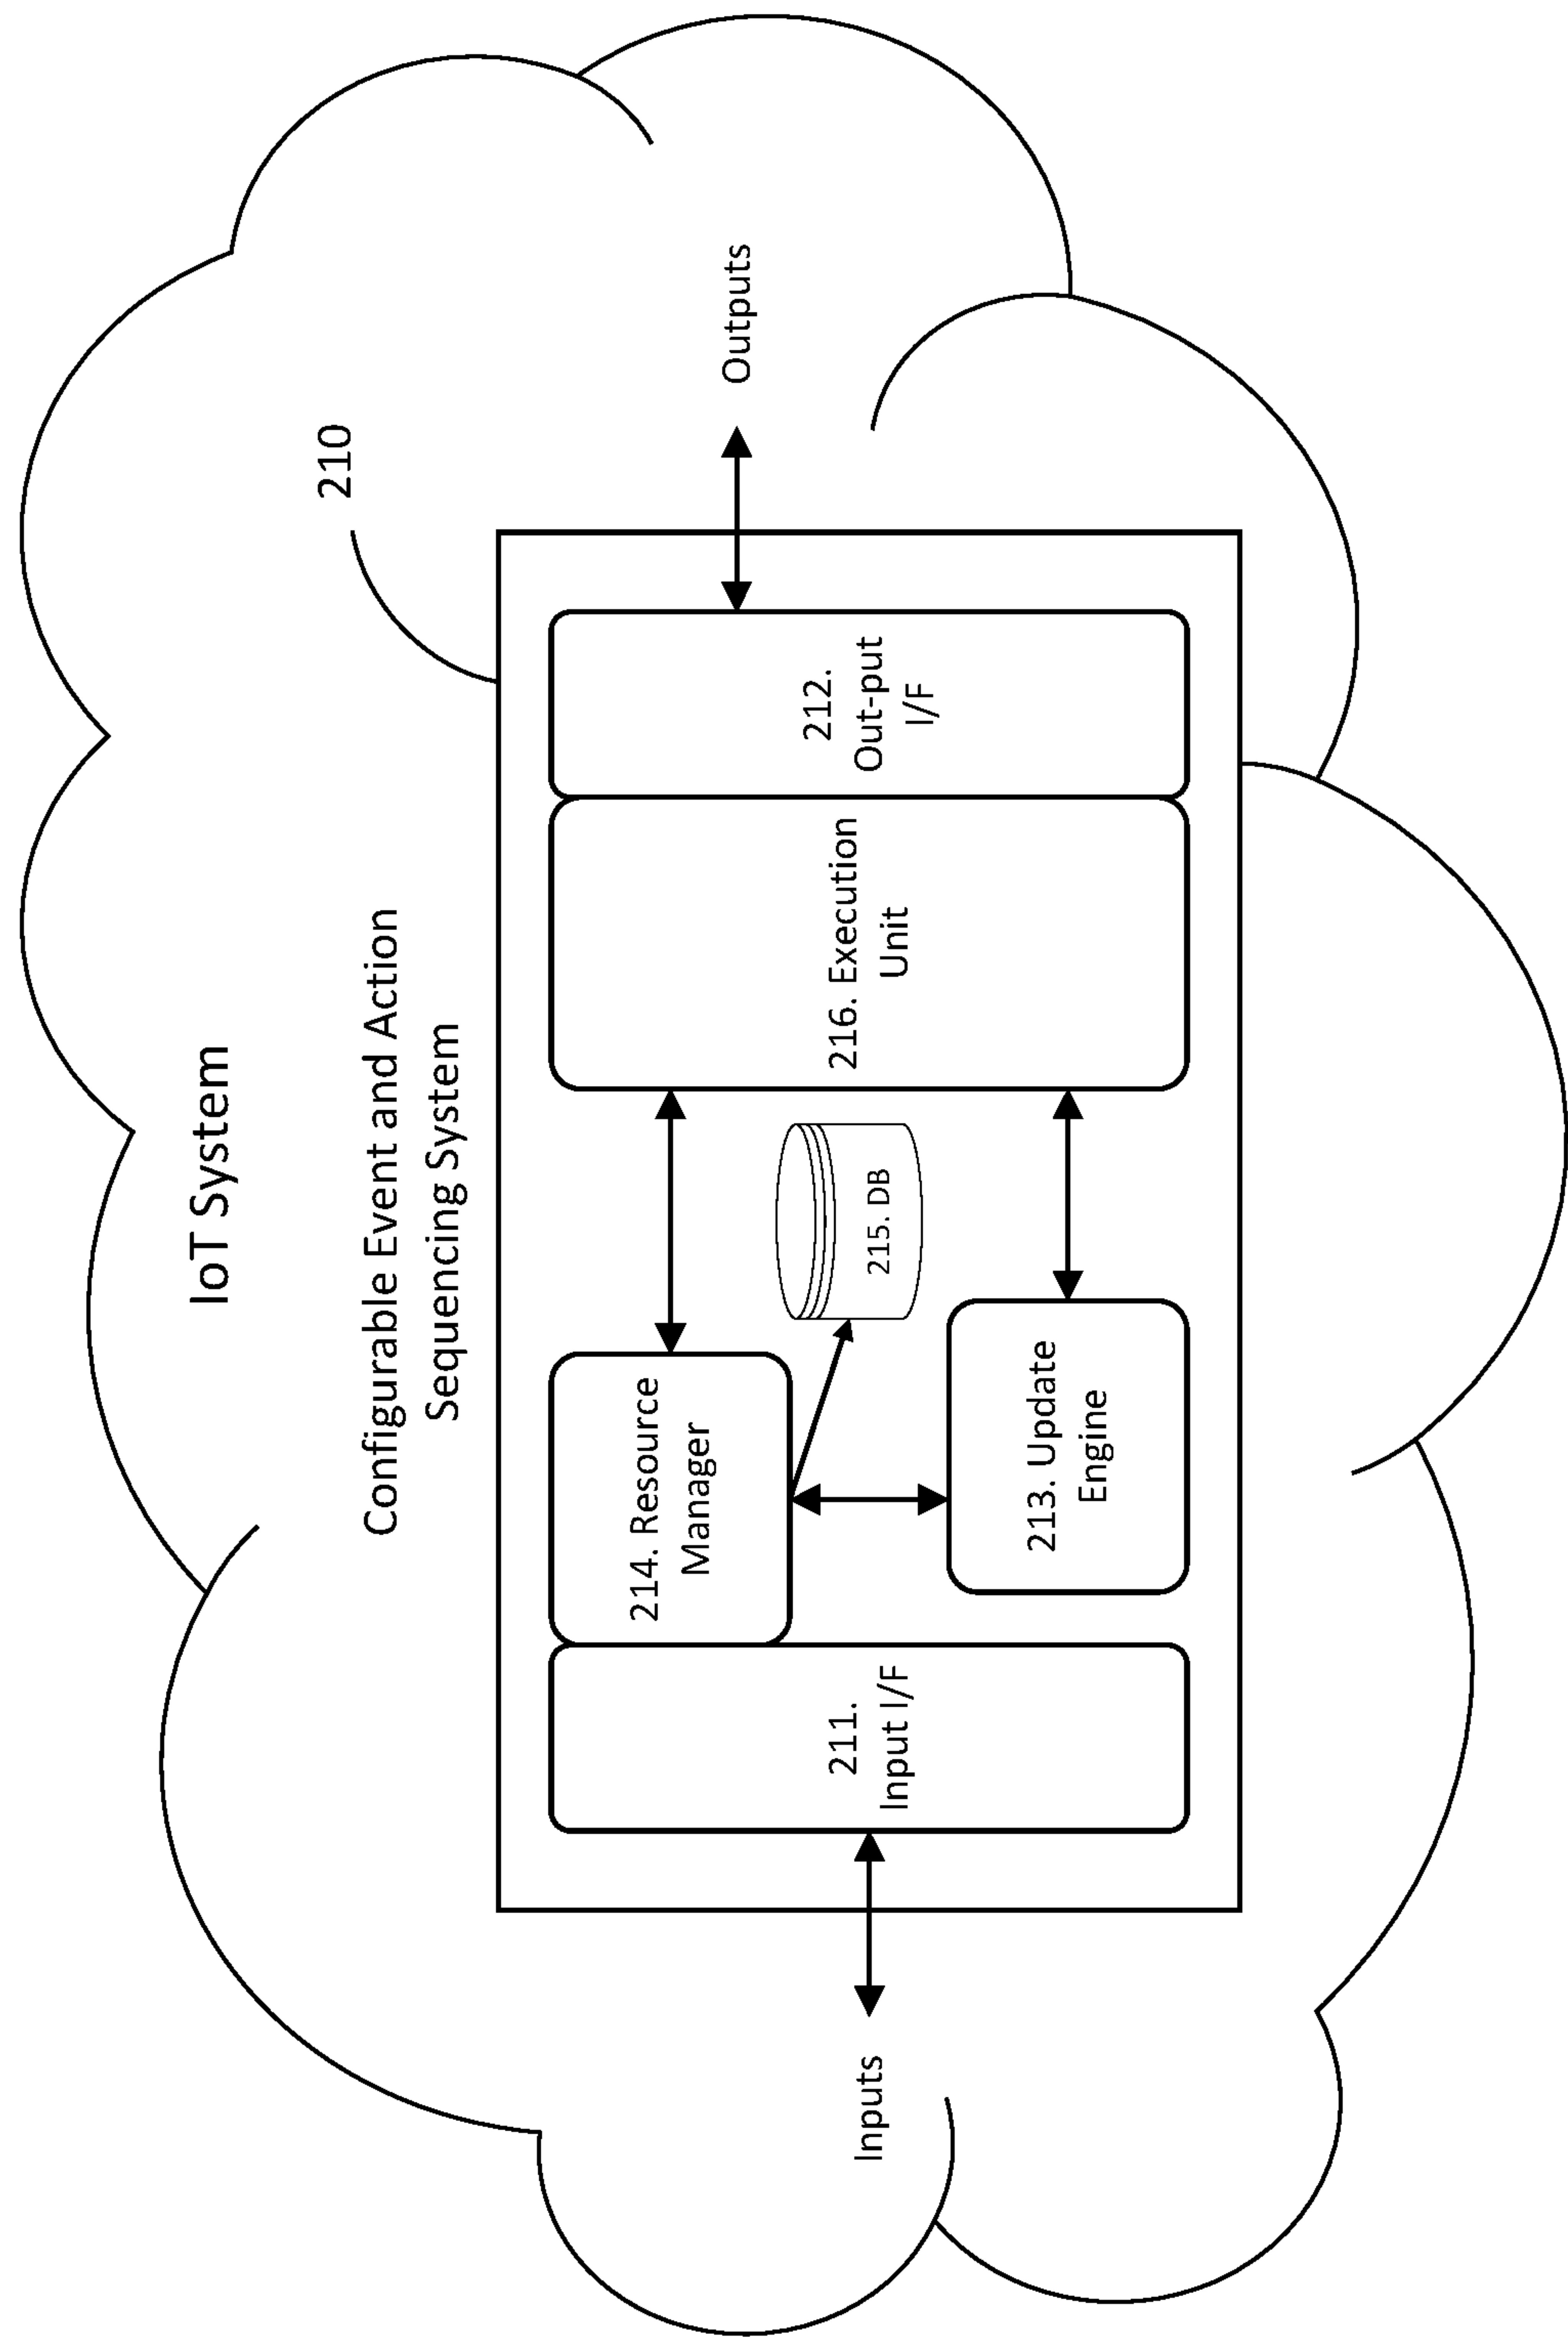 IoT System
Configurable Event and Action
Sequencing System
210
Inputs
211.
Input I/F
214. Resource
Manager
213. Update
Engine
215. DB
216. Execution
Unit
212.
Out-put
I/F
Outputs